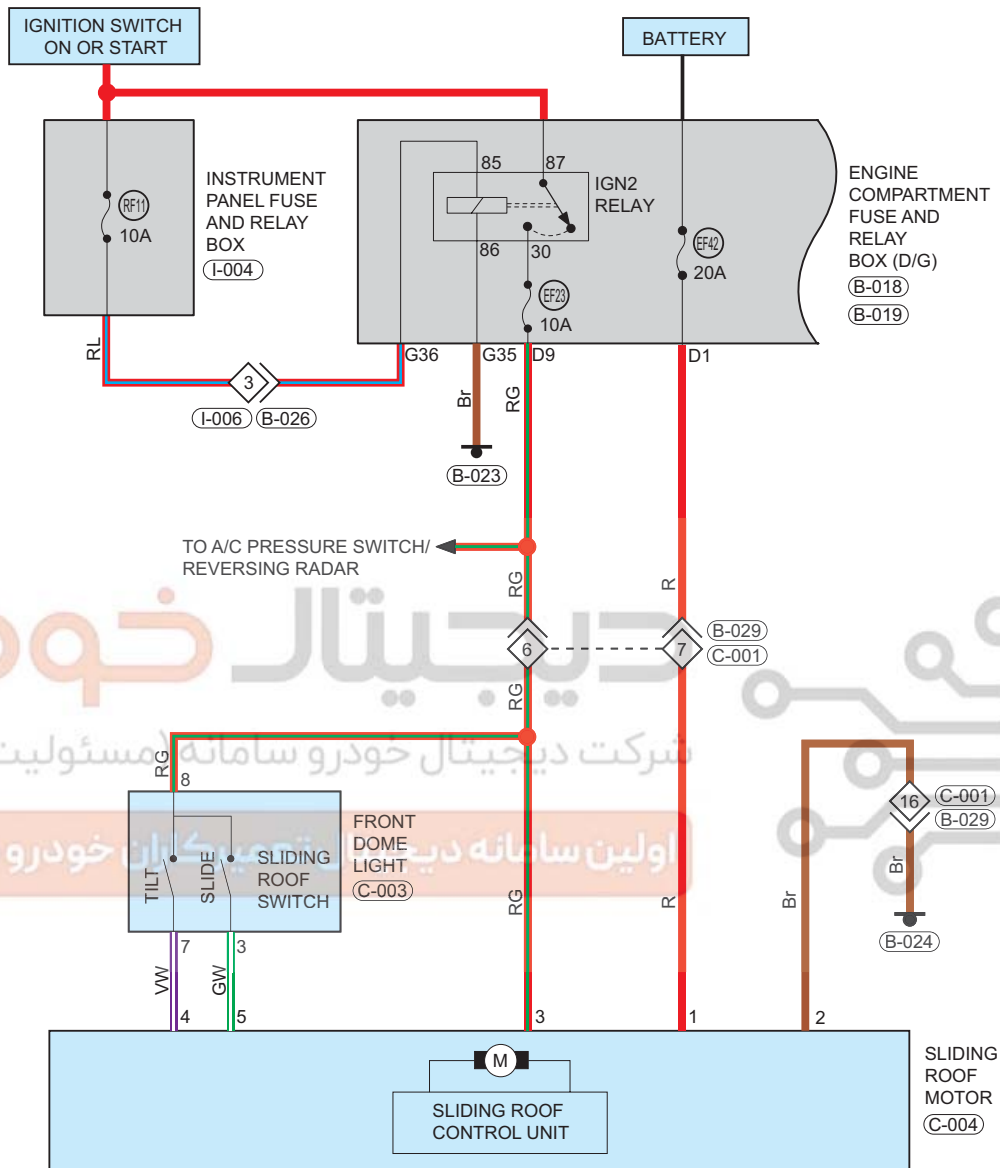 IGNITION SWITCH
ON OR START
BATTERY
RF11
10A
INSTRUMENT
PANEL FUSE
AND RELAY
BOX
I-004
85
87
IGN2
RELAY
86
30
EF23
10A
EF42
20A
ENGINE
COMPARTMENT
FUSE AND
RELAY
BOX (D/G)
B-018
B-019
RL
G36
G35
D9
D1
3
I-006
B-026
Br
RG
B-023
TO A/C PRESSURE SWITCH/
REVERSING RADAR
RG
R
6
7
B-029
C-001
RG
دیجیتال خودرو
شرکت دیجیتال خودرو سامانه (مسئولیت
اولین سامانه دیجیتال تعمیرکاران خودرو
RG
8
TILT
SLIDE
SLIDING
ROOF
SWITCH
FRONT
DOME
LIGHT
C-003
16
C-001
B-029
Br
Br
B-024
RG
R
7
3
VW
GW
4
5
3
1
2
M
SLIDING ROOF
CONTROL UNIT
SLIDING
ROOF
MOTOR
C-004